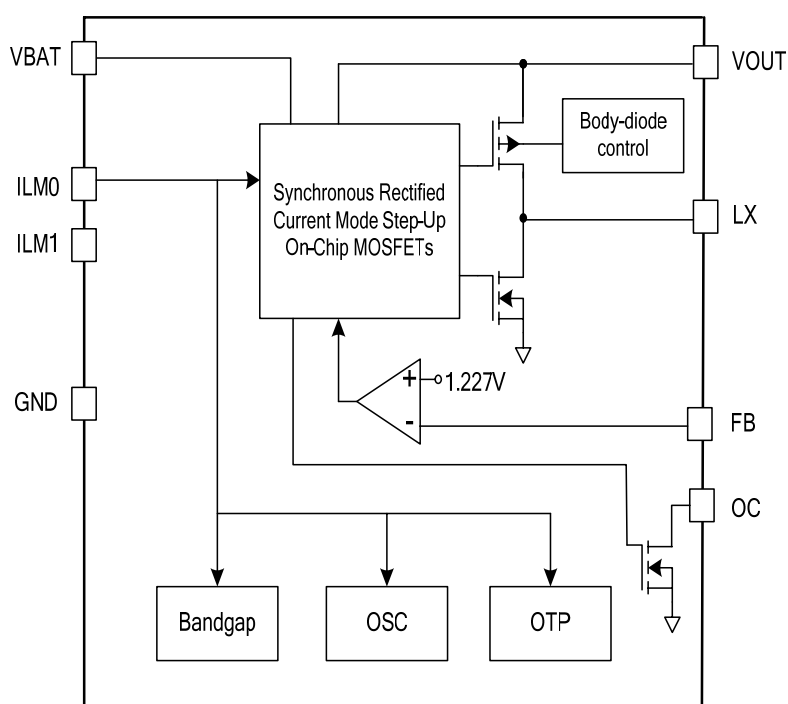 VBAT
VOUT
Body-diode
control
ILM0
Synchronous Rectified
Current Mode Step-Up
On-Chip MOSFETs
LX
ILM1
+
1.227V
GND
-
FB
OC
Bandgap
OSC
OTP